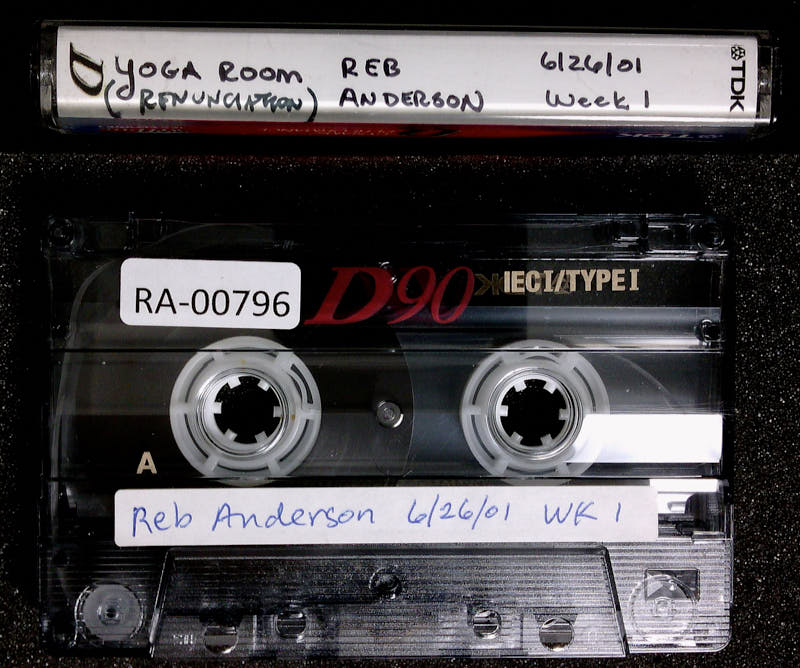 D YOGA ROOM REB 6/26/01
(RENUNCIATION) ANDERSON Week 1
TDK
RA-00796 D90 IECI/TYPE I
A
Reb Anderson 6/26/01 WK 1